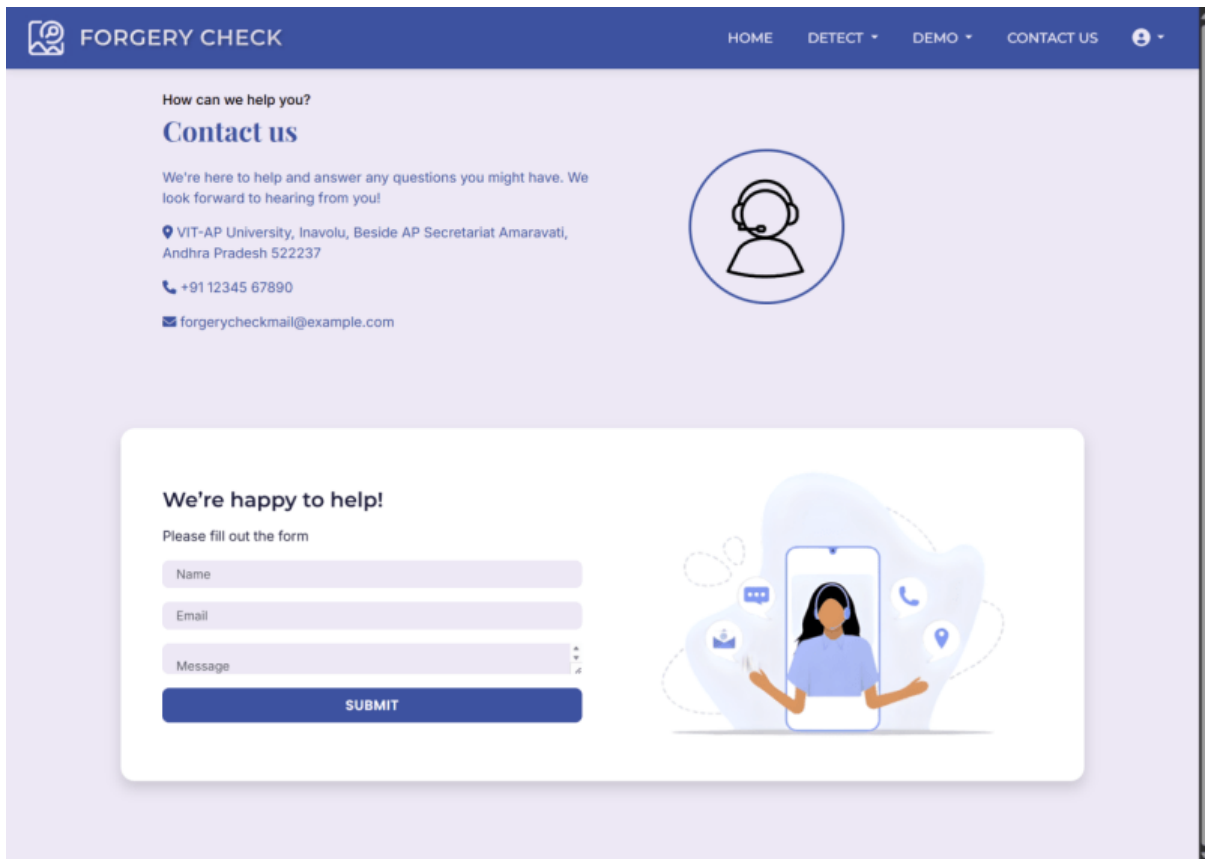 FORGERY CHECK
HOME
DETECT
DEMO
CONTACT US
How can we help you?
Contact us
We're here to help and answer any questions you might have. We
look forward to hearing from you!
VIT-AP University, Inavolu, Beside AP Secretariat Amaravati,
Andhra Pradesh 522237
+91 12345 67890
forgerycheckmail@example.com
We’re happy to help!
Please fill out the form
Name
Email
Message
SUBMIT